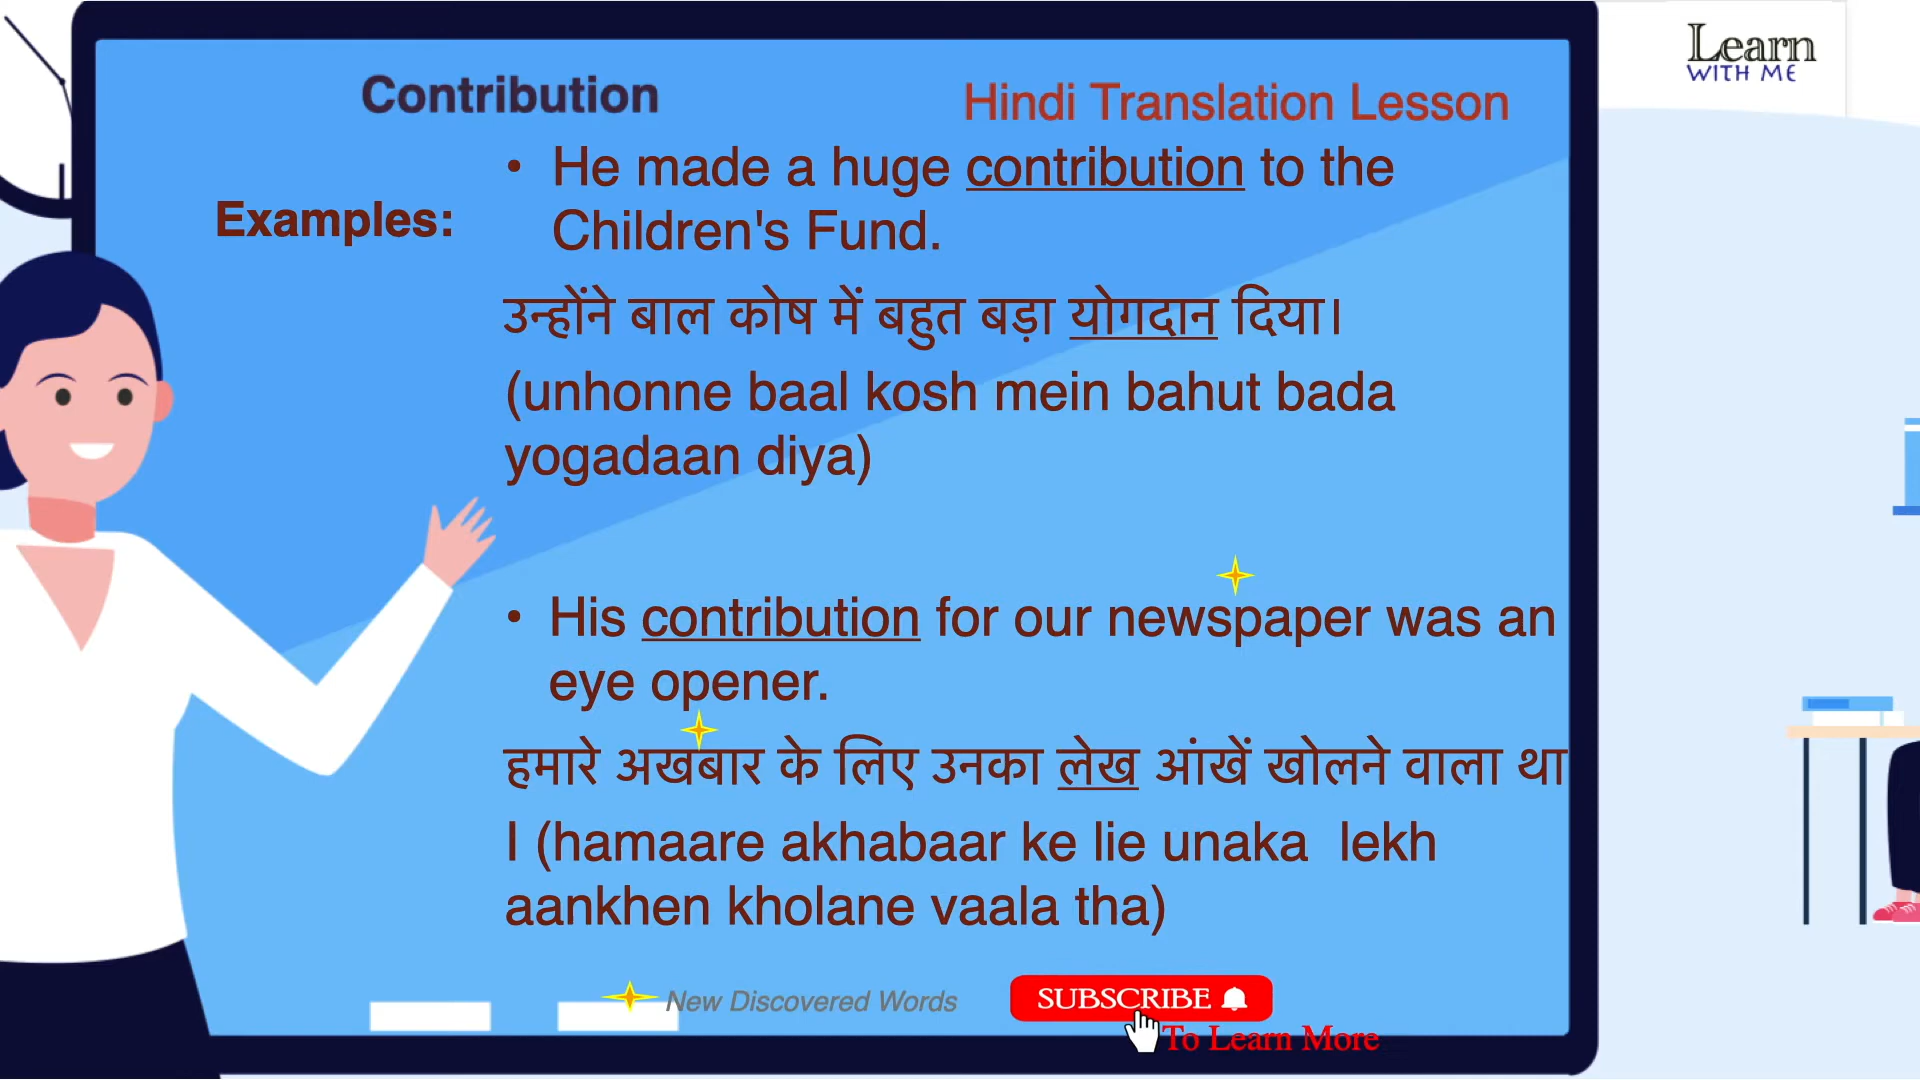 Learn
WITH ME
Contribution
Hindi Translation Lesson
Examples:
• He made a huge contribution to the
Children's Fund.
उन्होंने बाल कोष में बहुत बड़ा योगदान दिया।
(unhonne baal kosh mein bahut bada
yogadaan diya)
• His contribution for our newspaper was an
eye opener.
हमारे अखबार के लिए उनका लेख आंखें खोलने वाला था
I (hamaare akhabaar ke lie unaka lekh
aankhen kholane vaala tha)
New Discovered Words
SUBSCRIBE
To Learn More